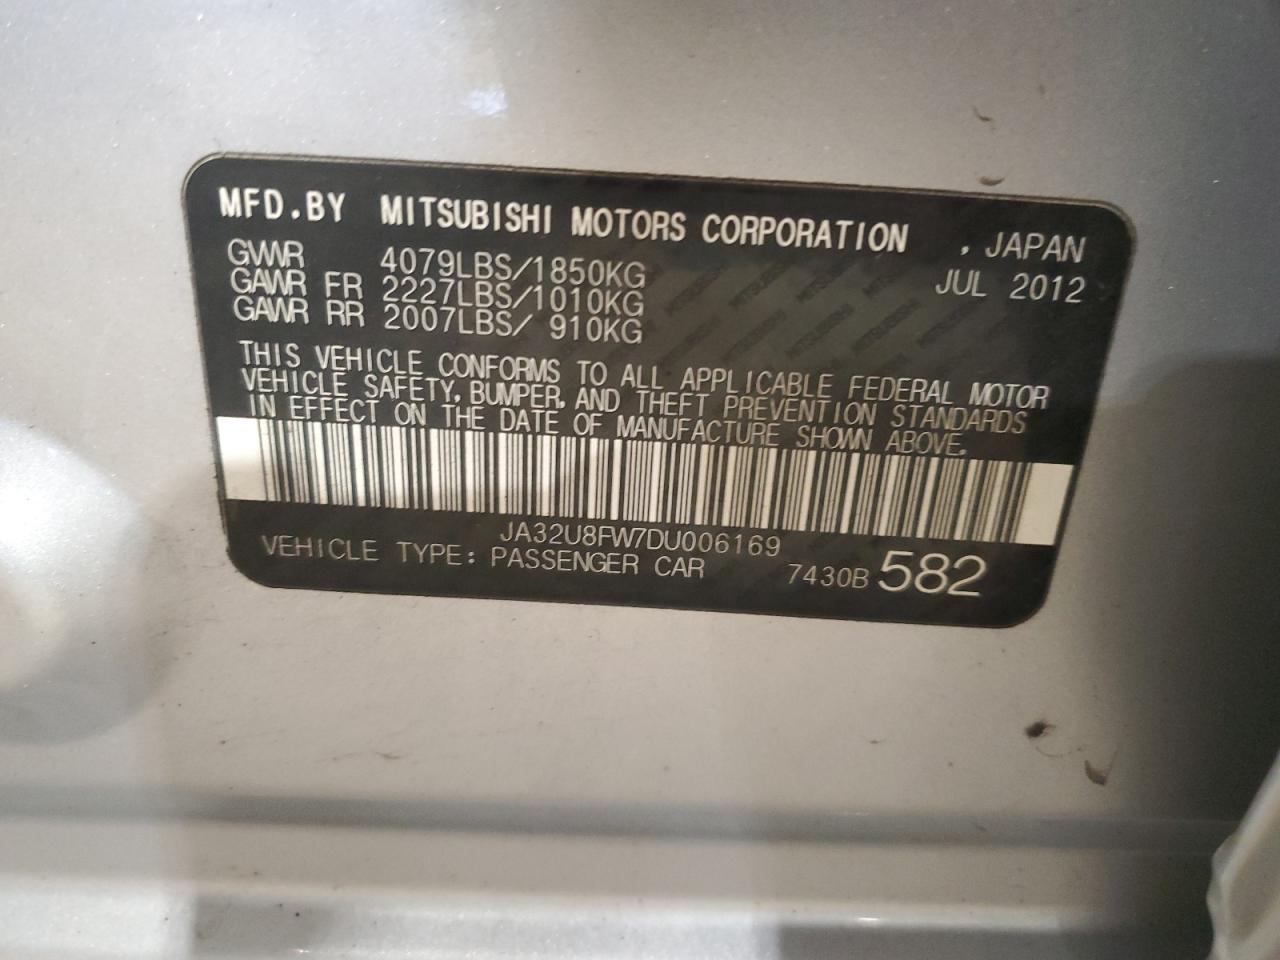 MFD.BY MITSUBISHI MOTORS CORPORATION . JAPAN
GVWR 4079LBS/1850KG JUL 2012
GAWR FR 2227LBS/1010KG
GAWR RR 2007LBS/ 910KG
THIS VEHICLE CONFORMS TO ALL APPLICABLE FEDERAL MOTOR
VEHICLE SAFETY, BUMPER, AND THEFT PREVENTION STANDARDS
IN EFFECT ON THE DATE OF MANUFACTURE SHOWN ABOVE.
JA32U8FW7DU006169
VEHICLE TYPE: PASSENGER CAR 7430B 582